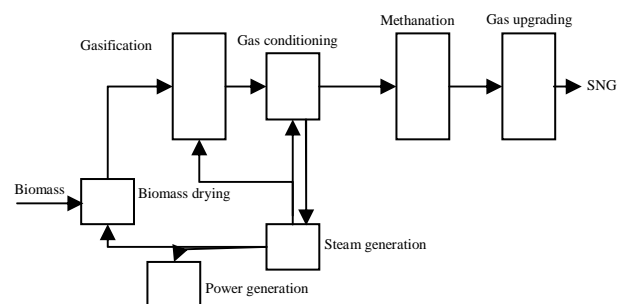 Gasification
Gas conditioning
Methanation
Gas upgrading
SNG
Biomass
Biomass drying
Steam generation
Power generation